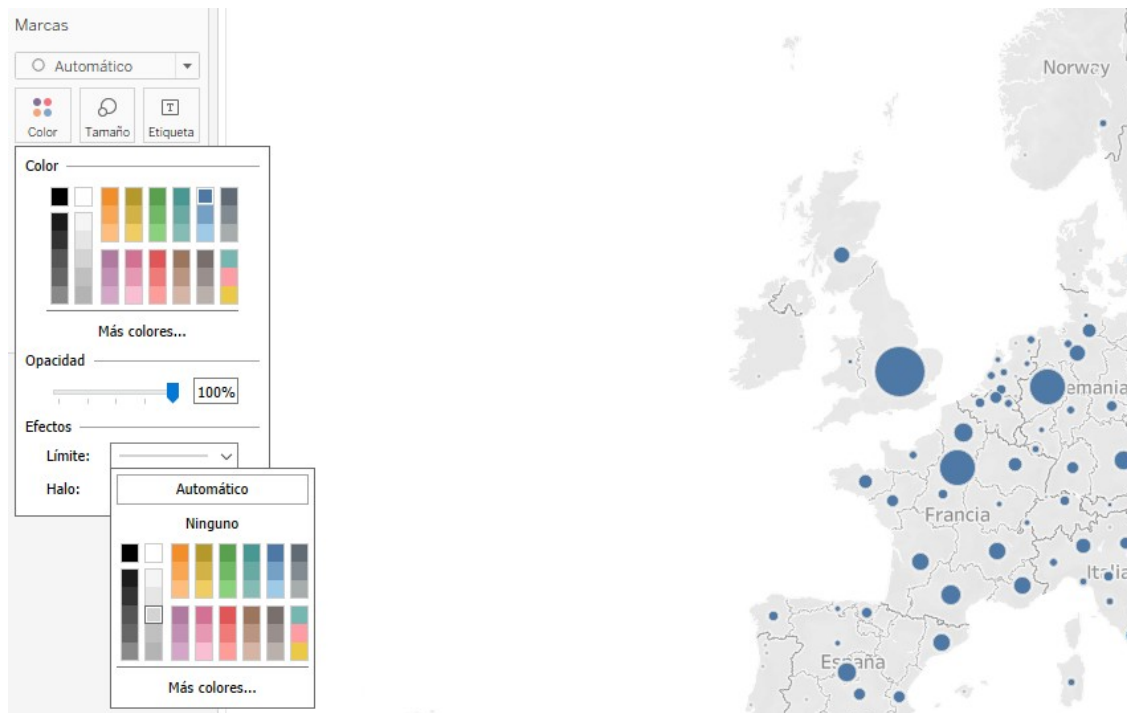 Marcas
Automático
Color
Tamaño
Etiqueta
Color
Más colores...
Opacidad
100%
Efectos
Límite:
Halo:
Automático
Ninguno
Más colores...
Norway
emania
Francia
Italia
España